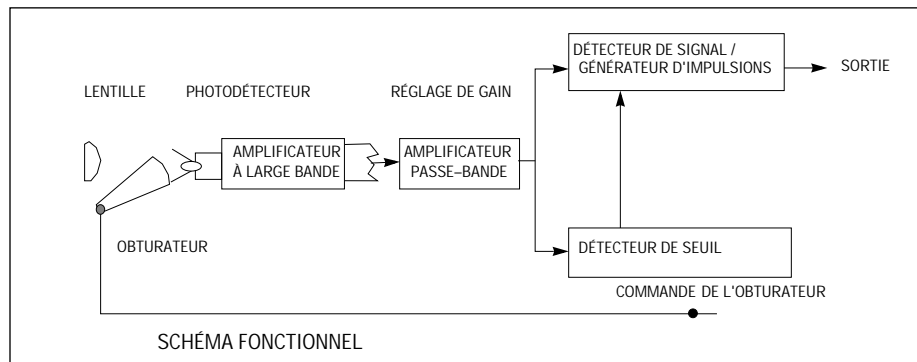 DÉTECTEUR DE SIGNAL /
GÉNÉRATEUR D'IMPULSIONS
SORTIE
LENTILLE
PHOTODÉTECTEUR
RÉGLAGE DE GAIN
AMPLIFICATEUR
À LARGE BANDE
AMPLIFICATEUR
PASSE–BANDE
OBTURATEUR
DÉTECTEUR DE SEUIL
COMMANDE DE L'OBTURATEUR
SCHÉMA FONCTIONNEL